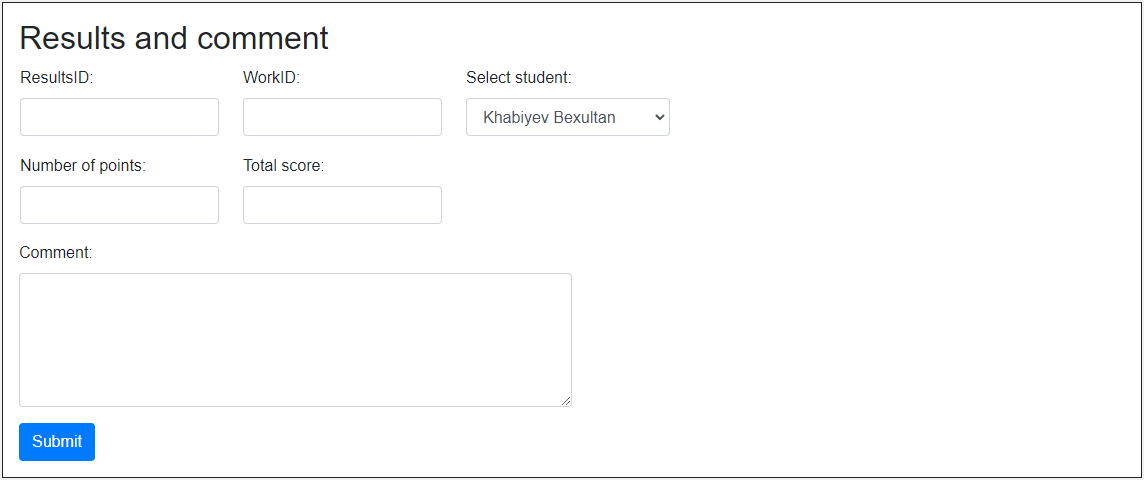 Results and comment
ResultsID: WorkID: Select student:
Khabiyev Bexultan
Number of points: Total score:
Comment:
Submit